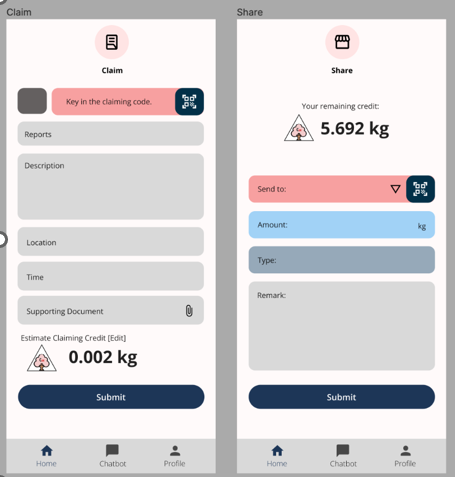 Claim
Claim
Key in the claiming code.
Reports
Description
Location
Time
Supporting Document
Estimate Claiming Credit [Edit]
0.002 kg
Submit
Home
Chatbot
Profile
Share
Share
Your remaining credit:
5.692 kg
Send to:
Amount:
kg
Type:
Remark:
Submit
Home
Chatbot
Profile